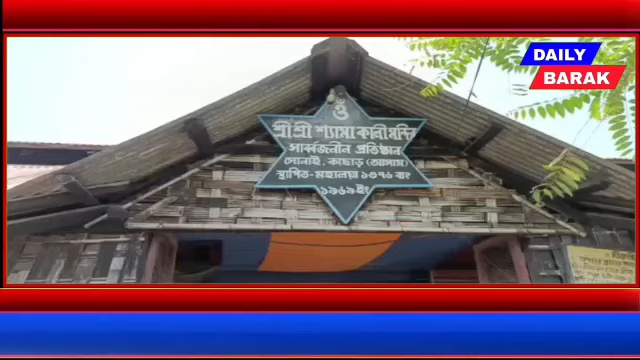 DAILY
BARAK
ওঁ
শ্রী শ্রী শ্যামা কালী মন্দির
সার্ব্বজনীন প্রতিষ্ঠান
সোনাই, কাছাড় (আসাম)
স্থাপিত- মহালয়া ১৩৭৬ বাং
১৯৬৯ ইং